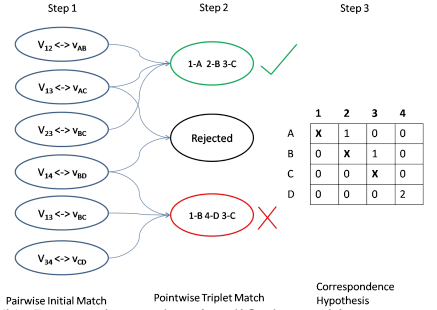 Step 1
Step 2
Step 3
V12 <-> vAB
V13 <-> vAC
V23 <-> vBC
V14 <-> vBD
V13 <-> vBC
V34 <-> vCD
1-A 2-B 3-C
Rejected
1-B 4-D 3-C
1 2 3 4
A X 1 0 0
B 0 X 1 0
C 0 0 X 0
D 0 0 0 2
Pairwise Initial Match
Pointwise Triplet Match
Correspondence
Hypothesis